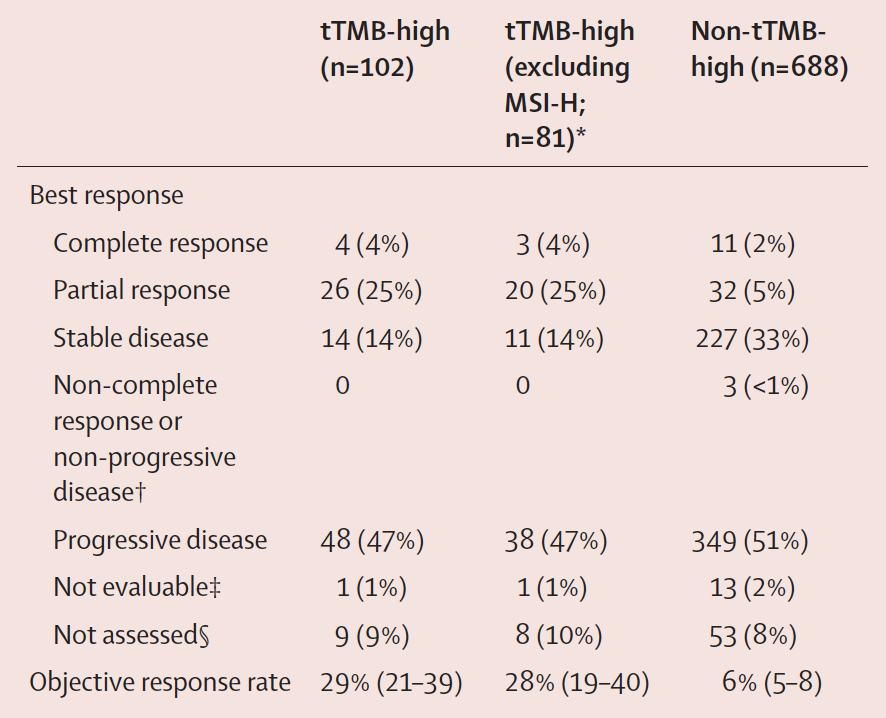 tTMB-high (n=102) tTMB-high (excluding MSI-H; n=81)* Non-tTMB-high (n=688)
Best response
Complete response 4 (4%) 3 (4%) 11 (2%)
Partial response 26 (25%) 20 (25%) 32 (5%)
Stable disease 14 (14%) 11 (14%) 227 (33%)
Non-complete 0 0 3 (<1%)
response or
non-progressive
disease†
Progressive disease 48 (47%) 38 (47%) 349 (51%)
Not evaluable‡ 1 (1%) 1 (1%) 13 (2%)
Not assessed§ 9 (9%) 8 (10%) 53 (8%)
Objective response rate 29% (21–39) 28% (19–40) 6% (5–8)